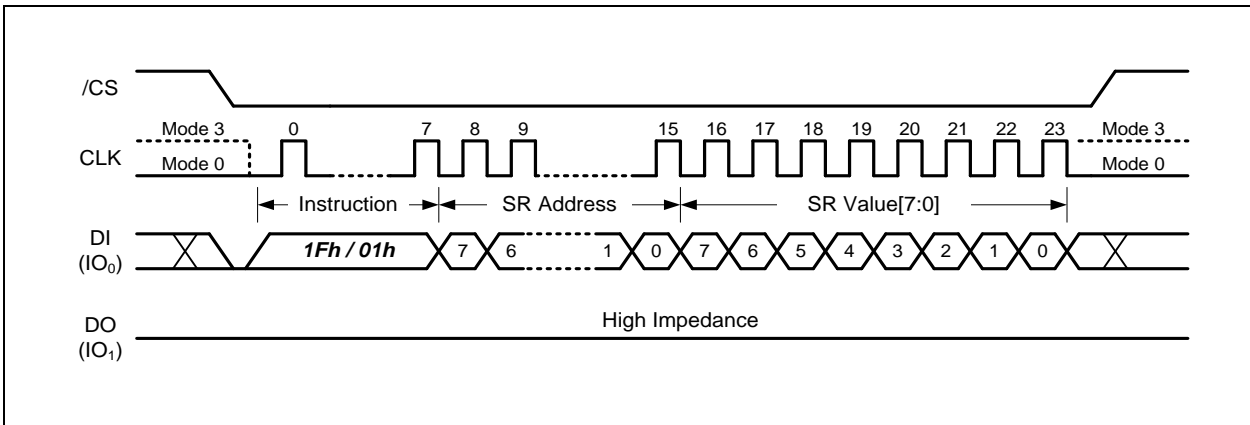 /CS
Mode 3 0 7 8 9 15 16 17 18 19 20 21 22 23 Mode 3
CLK
Mode 0 Mode 0
Instruction SR Address SR Value[7:0]
DI
(IO₀)
1Fh / 01h 7 6 1 0 7 6 5 4 3 2 1 0
High Impedance
DO
(IO₁)